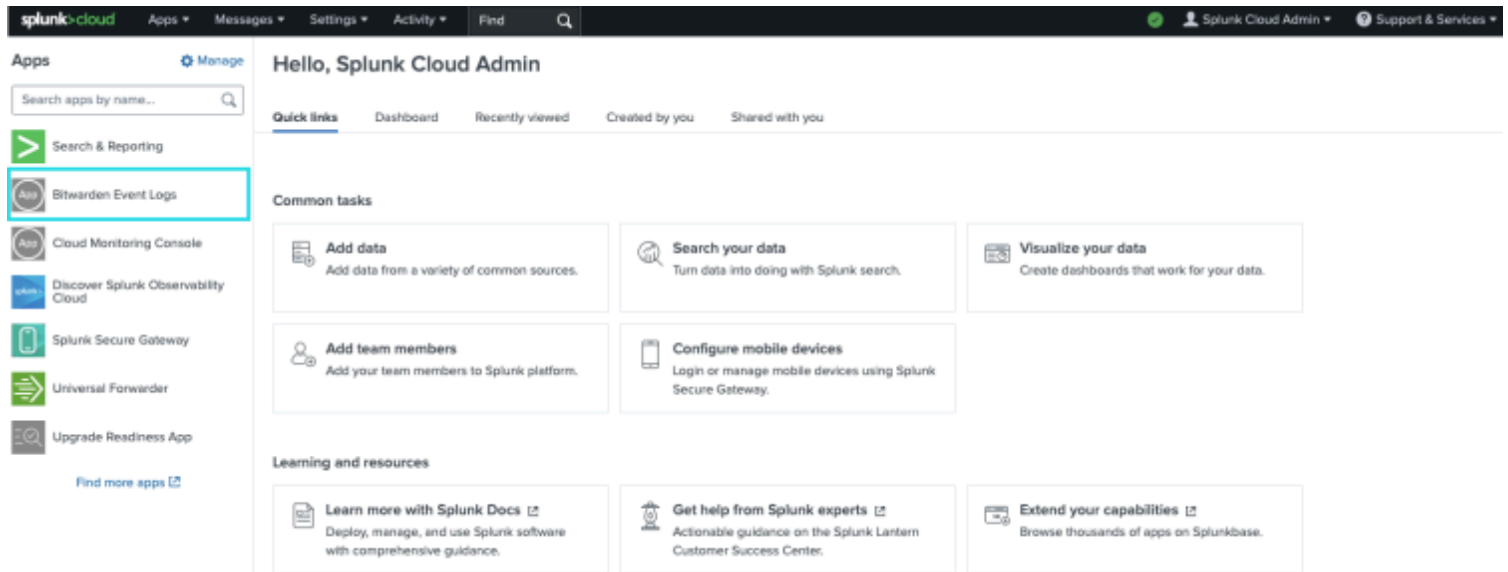 splunk>cloud Apps Messages Settings Activity Find Splunk Cloud Admin Support & Services
Apps Manage
Search apps by name...
Search & Reporting
App Bitwarden Event Logs
App Cloud Monitoring Console
Discover Splunk Observability
Cloud
Splunk Secure Gateway
Universal Forwarder
Upgrade Readiness App
Find more apps
Hello, Splunk Cloud Admin
Quick links Dashboard Recently viewed Created by you Shared with you
Common tasks
Add data
Add data from a variety of common sources.
Search your data
Turn data into doing with Splunk search.
Visualize your data
Create dashboards that work for your data.
Add team members
Add your team members to Splunk platform.
Configure mobile devices
Login or manage mobile devices using Splunk
Secure Gateway.
Learning and resources
Learn more with Splunk Docs
Deploy, manage, and use Splunk software
with comprehensive guidance.
Get help from Splunk experts
Actionable guidance on the Splunk Lantern
Customer Success Center.
Extend your capabilities
Browse thousands of apps on Splunkbase.